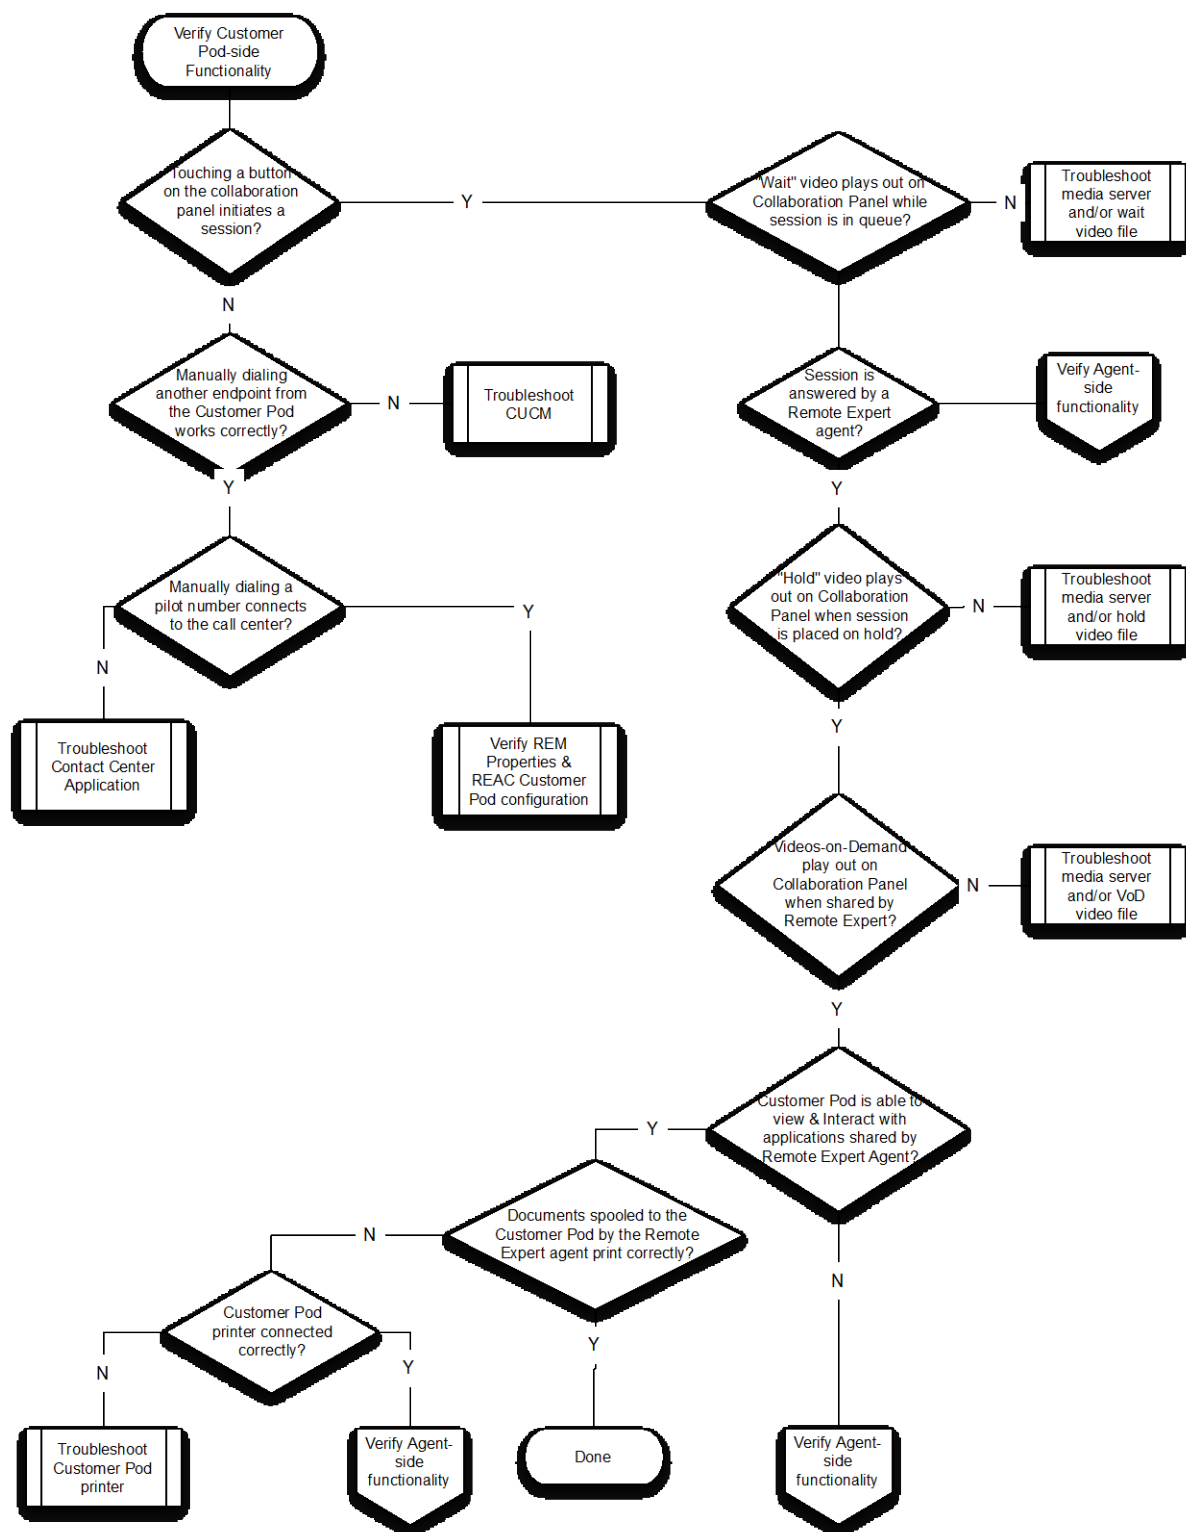 Verify Customer
Pod-side
Functionality
Touching a button
on the collaboration
panel initiates a
session?
Y
"Wait" video plays out on
Collaboration Panel while
session is in queue?
N
Troubleshoot
media server
and/or wait
video file
N
Manually dialing
another endpoint from
the Customer Pod
works correctly?
N
Troubleshoot
CUCM
Session is
answered by a
Remote Expert
agent?
Veify Agent-
side
functionality
Y
Y
Manually dialing a
pilot number connects
to the call center?
Y
N
"Hold" video plays
out on Collaboration
Panel when session
is placed on hold?
N
Troubleshoot
media server
and/or hold
video file
Troubleshoot
Contact Center
Application
Verify REM
Properties &
REAC Customer
Pod configuration
Y
Videos-on-Demand
play out on
Collaboration Panel
when shared by
Remote Expert?
N
Troubleshoot
media server
and/or VoD
video file
Y
Customer Pod is able to
view & Interact with
applications shared by
Remote Expert Agent?
Y
Documents spooled to the
Customer Pod by the Remote
Expert agent print correctly?
N
N
Customer Pod
printer connected
correctly?
Y
N
Y
Troubleshoot
Customer Pod
printer
Verify Agent-
side
functionality
Done
Verify Agent-
side
functionality